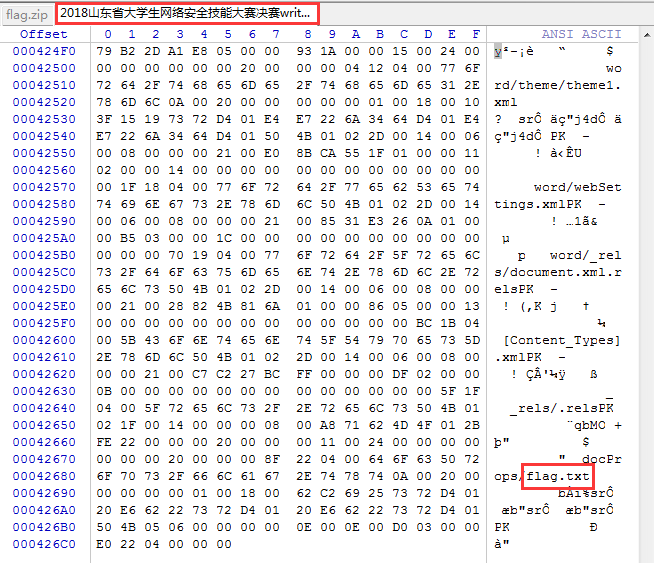 flag.zip 2018山东省大学生网络安全技能大赛决赛writ...
Offset 0 1 2 3 4 5 6 7 8 9 A B C D E F ANSI ASCII
000424F0 79 B2 2D A1 E8 05 00 00 93 1A 00 00 15 00 24 00 y²-¡è “ $
00042500 00 00 00 00 00 20 00 00 00 04 12 04 00 77 6F wo
00042510 72 64 2F 74 68 65 6D 65 2F 74 68 65 6D 65 31 2E rd/theme/theme1.
00042520 78 6D 6C 0A 00 20 00 00 00 00 00 01 00 18 00 10 xml
00042530 3F 15 19 73 72 D4 01 E4 E7 22 6A 34 64 D4 01 E4 ? srÔ äç"j4dÔ ä
00042540 E7 22 6A 34 64 D4 01 50 4B 01 02 2D 00 14 00 06 ç"j4dÔ PK -
00042550 00 08 00 00 00 21 00 E0 8B CA 55 1F 01 00 00 11 ! à‹ÊU
00042560 02 00 00 14 00 00 00 00 00 00 00 00 00 00 00 00
00042570 00 1F 18 04 00 77 6F 72 64 2F 77 65 62 53 65 74 word/webSet
00042580 74 69 6E 67 73 2E 78 6D 6C 50 4B 01 02 2D 00 14 tings.xmlPK -
00042590 00 06 00 08 00 00 00 21 00 85 31 E3 26 0A 01 00 ! …1ã&
000425A0 00 B5 03 00 00 1C 00 00 00 00 00 00 00 00 00 00 µ
000425B0 00 00 00 70 19 04 00 77 6F 72 64 2F 5F 72 65 6C p word/_rel
000425C0 73 2F 64 6F 63 75 6D 65 6E 74 2E 78 6D 6C 2E 72 s/document.xml.r
000425D0 65 6C 73 50 4B 01 02 2D 00 14 00 06 00 08 00 00 elsPK -
000425E0 00 21 00 28 82 4B 81 6A 01 00 00 86 05 00 00 13 ! (‚K j †
000425F0 00 00 00 00 00 00 00 00 00 00 00 00 00 BC 1B 04 ¼
00042600 00 5B 43 6F 6E 74 65 6E 74 5F 54 79 70 65 73 5D [Content_Types]
00042610 2E 78 6D 6C 50 4B 01 02 2D 00 14 00 06 00 08 00 .xmlPK -
00042620 00 00 21 00 C7 C2 27 BC FF 00 00 00 DF 02 00 00 ! ÇÂ'¼ÿ ß
00042630 0B 00 00 00 00 00 00 00 00 00 00 00 00 00 5F 1F _
00042640 04 00 5F 72 65 6C 73 2F 2E 72 65 6C 73 50 4B 01 _rels/.relsPK
00042650 02 1F 00 14 00 00 00 08 00 A8 71 62 4D 4F 01 2B ¨qbMO +
00042660 FE 22 00 00 00 20 00 00 00 11 00 24 00 00 00 00 þ" $
00042670 00 00 00 20 00 00 00 8F 22 04 00 64 6F 63 50 72 " docPr
00042680 6F 70 73 2F 66 6C 61 67 2E 74 78 74 0A 00 20 00 ops/flag.txt
00042690 00 00 00 00 01 00 18 00 62 C2 69 25 73 72 D4 01 bÂi%srÔ
000426A0 20 E6 62 22 73 72 D4 01 20 E6 62 22 73 72 D4 01 æb"srÔ æb"srÔ
000426B0 50 4B 05 06 00 00 00 00 0E 00 0E 00 D0 03 00 00 PK Ð
000426C0 E0 22 04 00 00 00 à"